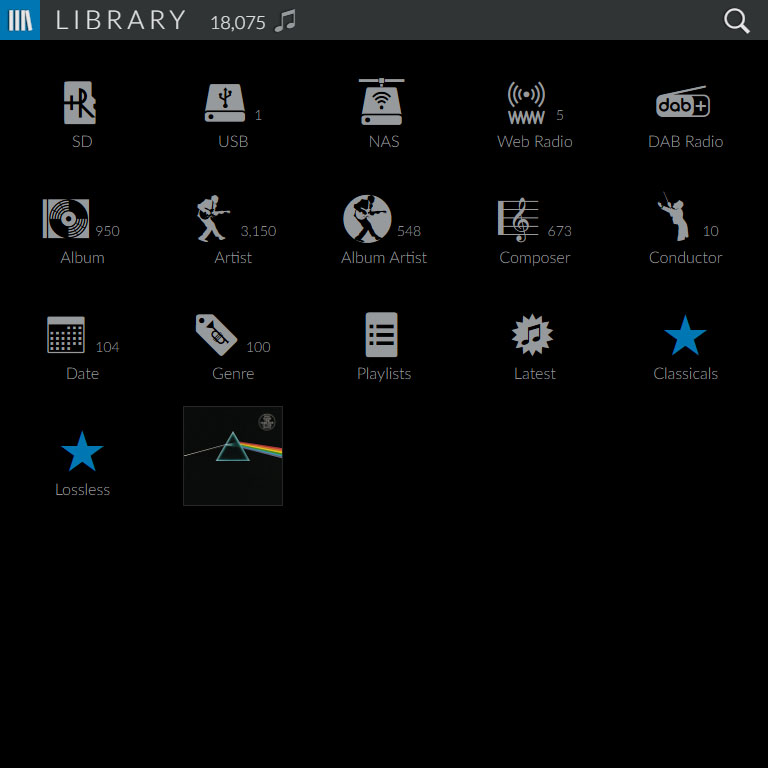 LIBRARY 18,075
+R
SD
1
USB
NAS
WWW 5
Web Radio
dab+
DAB Radio
950
Album
3,150
Artist
548
Album Artist
673
Composer
10
Conductor
104
Date
100
Genre
Playlists
Latest
Classicals
Lossless